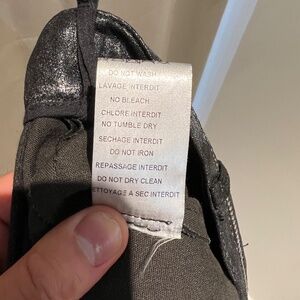 DO NOT WASH
LAVAGE INTERDIT
NO BLEACH
CHLORE INTERDIT
NO TUMBLE DRY
SECHAGE INTERDIT
DO NOT IRON
REPASSAGE INTERDIT
DO NOT DRY CLEAN
ETTOYAGE A SEC INTERDIT